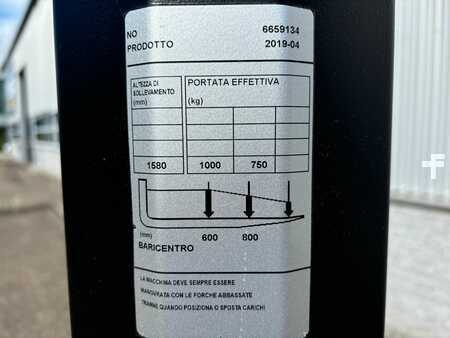 NO 6659134
PRODOTTO 2019-04
ALTEZZA DI SOLLEVAMENTO (mm)
PORTATA EFFETTIVA (kg)
1580 1000 750
(mm) 600 800
BARICENTRO
LA MACCHINA DEVE SEMPRE ESSERE
MANOVRATA CON LE FORCHE ABBASSATE
TRANNE QUANDO POSIZIONA O SPOSTA CARICHI